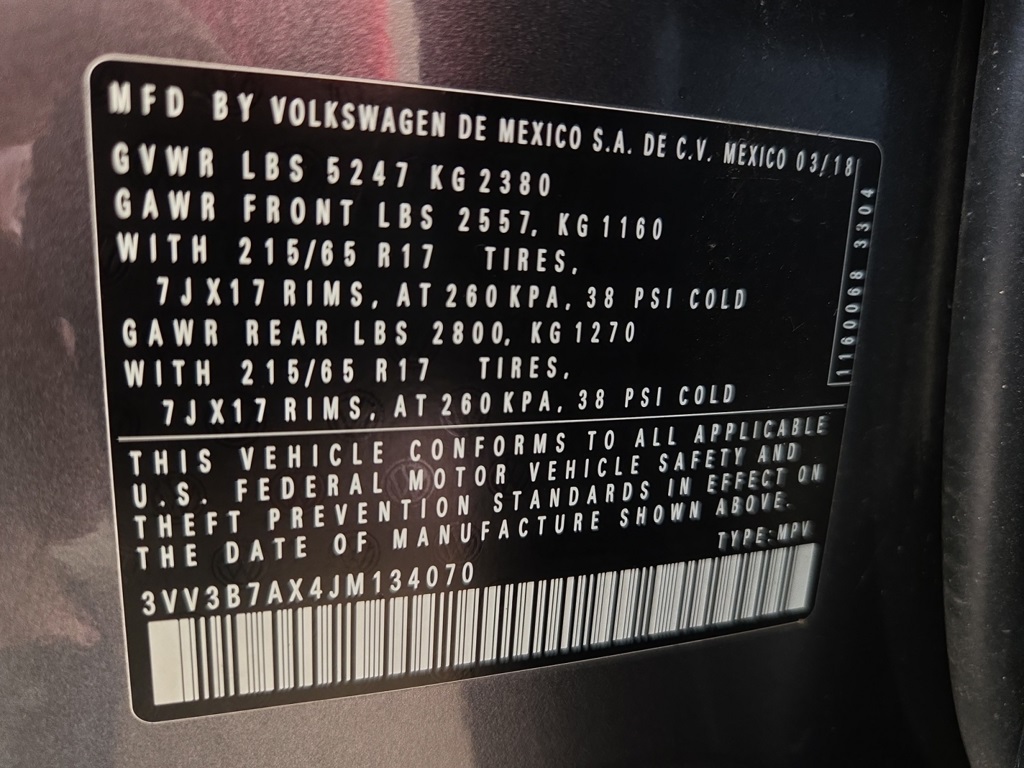 MFD BY VOLKSWAGEN DE MEXICO S.A. DE C.V. MEXICO 03/18
GVWR LBS 5247 KG 2380
GAWR FRONT LBS 2557, KG 1160
WITH 215/65 R17 TIRES,
7J X17 RIMS, AT 260 KPA, 38 PSI COLD
GAWR REAR LBS 2800, KG 1270
WITH 215/65 R17 TIRES,
7J X17 RIMS, AT 260 KPA, 38 PSI COLD
1160068 3304
THIS VEHICLE CONFORMS TO ALL APPLICABLE
U.S. FEDERAL MOTOR VEHICLE SAFETY AND
THEFT PREVENTION STANDARDS IN EFFECT ON
THE DATE OF MANUFACTURE SHOWN ABOVE.
TYPE: MPV
3VV3B7AX4JM134070